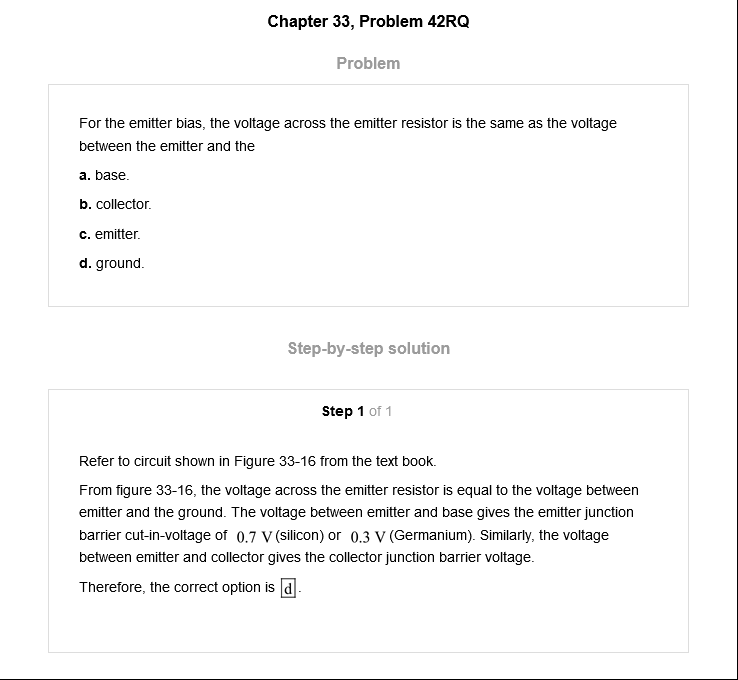 Chapter 33, Problem 42RQ
Problem
For the emitter bias, the voltage across the emitter resistor is the same as the voltage
between the emitter and the
a. base.
b. collector.
c. emitter.
d. ground.
Step-by-step solution
Step 1 of 1
Refer to circuit shown in Figure 33-16 from the text book.
From figure 33-16, the voltage across the emitter resistor is equal to the voltage between
emitter and the ground. The voltage between emitter and base gives the emitter junction
barrier cut-in-voltage of 0.7 V (silicon) or 0.3 V (Germanium). Similarly, the voltage
between emitter and collector gives the collector junction barrier voltage.
Therefore, the correct option is d.